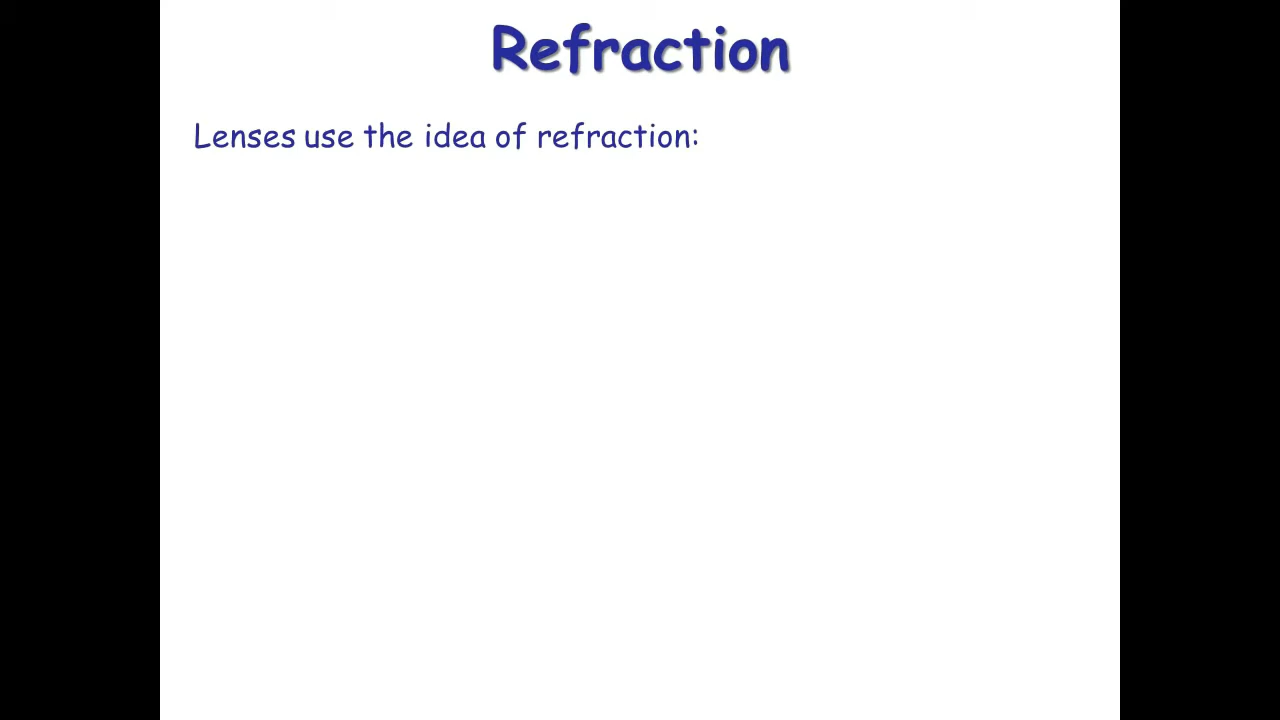 Refraction
Lenses use the idea of refraction: